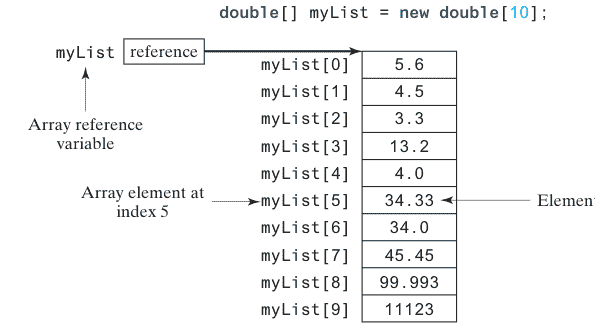 double[] myList = new double[10];
myList reference
Array reference
variable
myList[0] 5.6
myList[1] 4.5
myList[2] 3.3
myList[3] 13.2
myList[4] 4.0
Array element at
index 5
myList[5] 34.33
myList[6] 34.0
myList[7] 45.45
myList[8] 99.993
myList[9] 11123